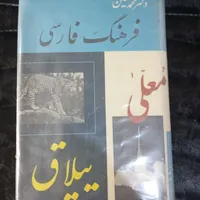 دکتر محمد معین
فرهنگ فارسی
معلی
ییلاق